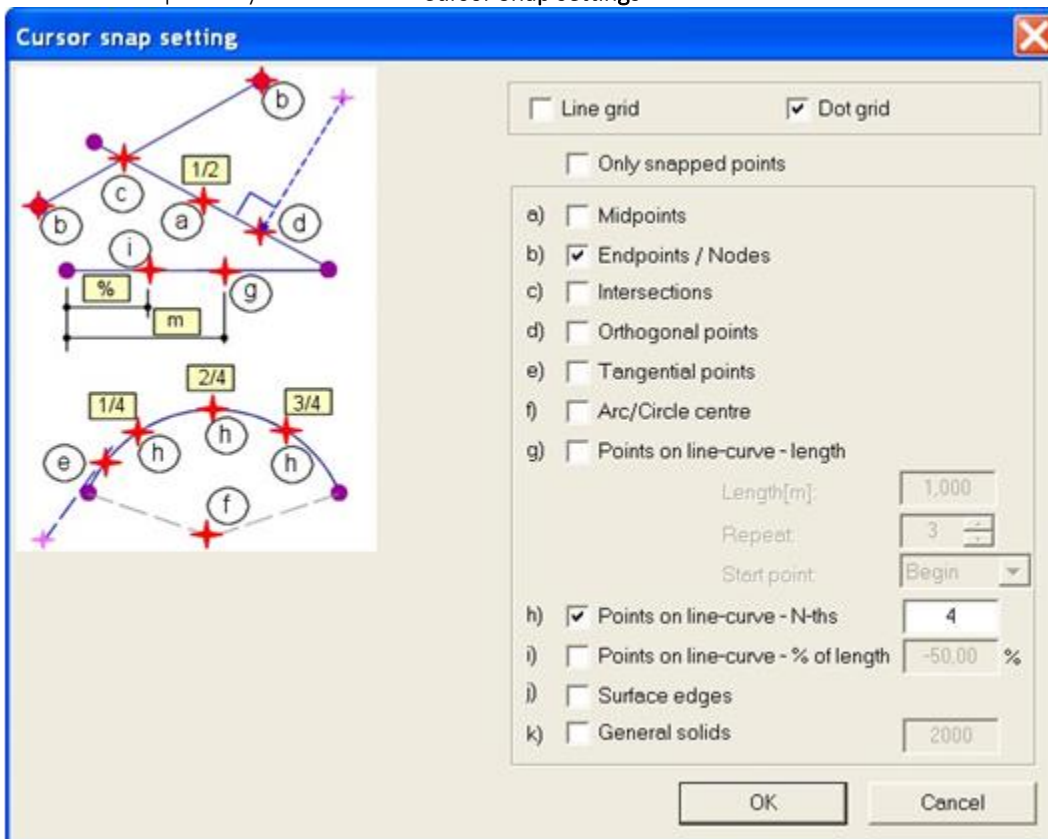 Cursor snap settings
Cursor snap setting
b
c
1/2
a
d
b
i
g
%
m
2/4
1/4
3/4
h
h
h
e
f
Line grid Dot grid
Only snapped points
a) Midpoints
b) Endpoints / Nodes
c) Intersections
d) Orthogonal points
e) Tangential points
f) Arc/Circle centre
g) Points on line-curve - length
Length[m]: 1,000
Repeat: 3
Start point: Begin
h) Points on line-curve - N-ths 4
i) Points on line-curve - % of length -50,00 %
j) Surface edges
k) General solids 2000
OK Cancel